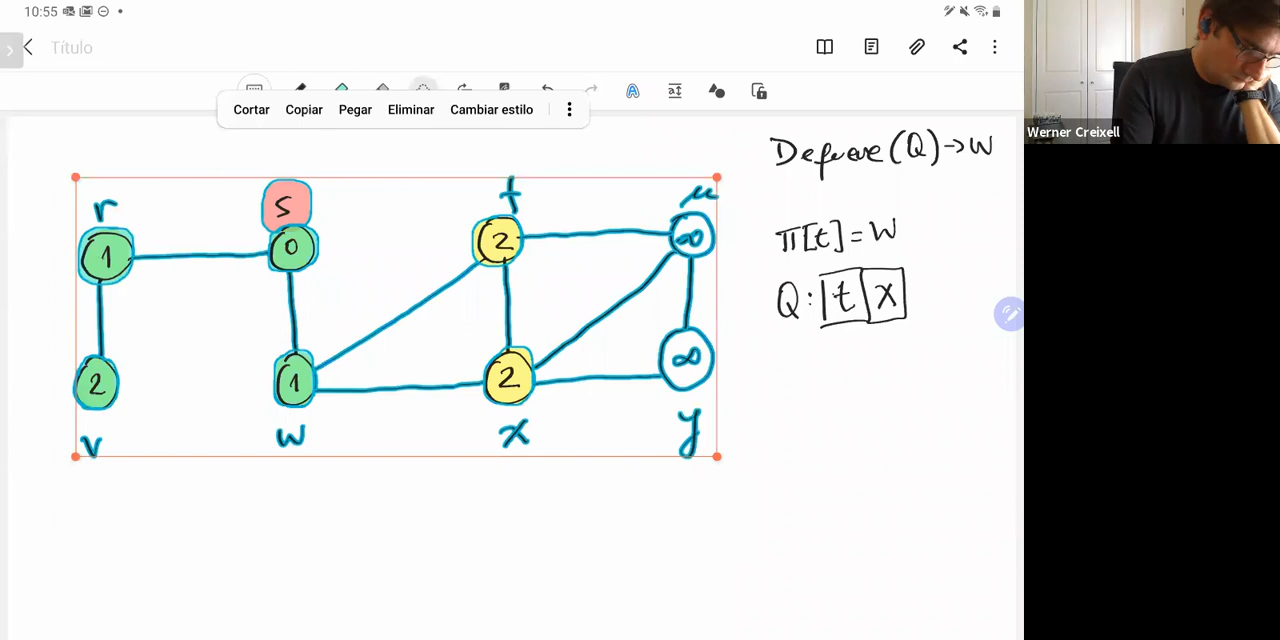 10:55
Título
Cortar Copiar Pegar Eliminar Cambiar estilo
Werner Creixell
Dequeue(Q)→w
r S t u
1 0 2 ∞
π[t]=w
Q: t x
2 1 2 ∞
v w x y